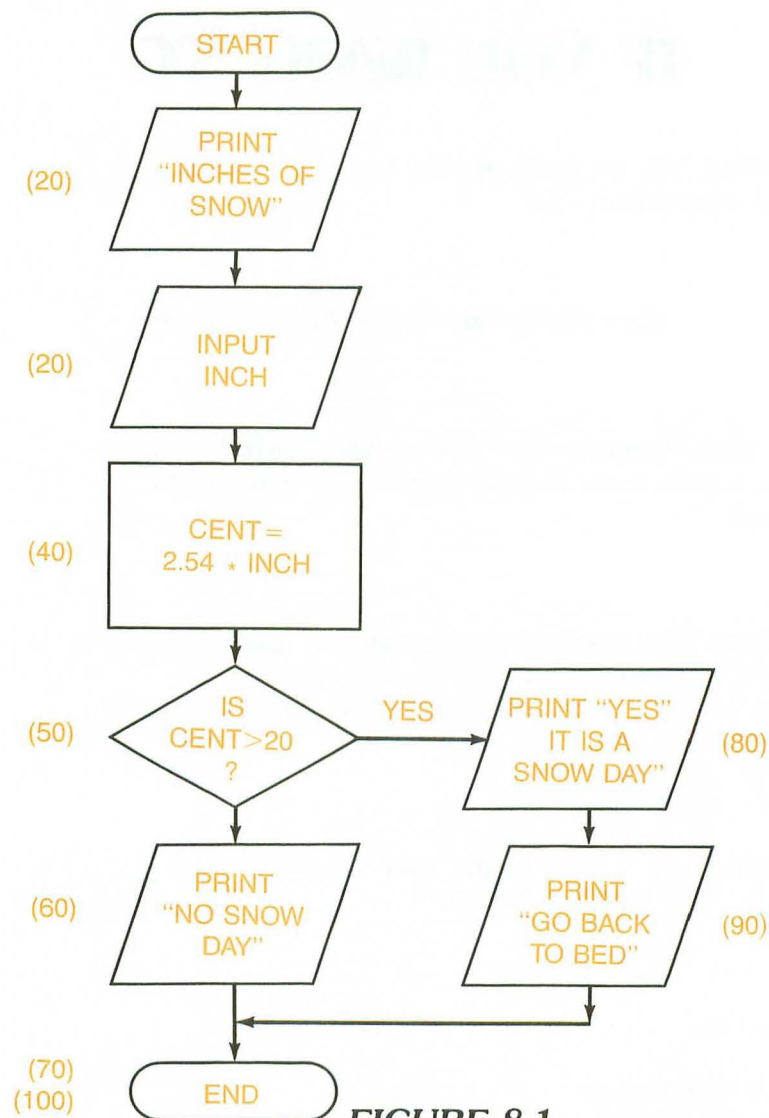 START
(20)
PRINT
“INCHES OF
SNOW”
(20)
INPUT
INCH
(40)
CENT=
2.54 * INCH
(50)
IS
CENT>20
?
YES
PRINT “YES”
IT IS A
SNOW DAY”
(80)
(60)
PRINT
“NO SNOW
DAY”
PRINT
“GO BACK
TO BED”
(90)
(70)
(100)
END
FIGURE 8-1